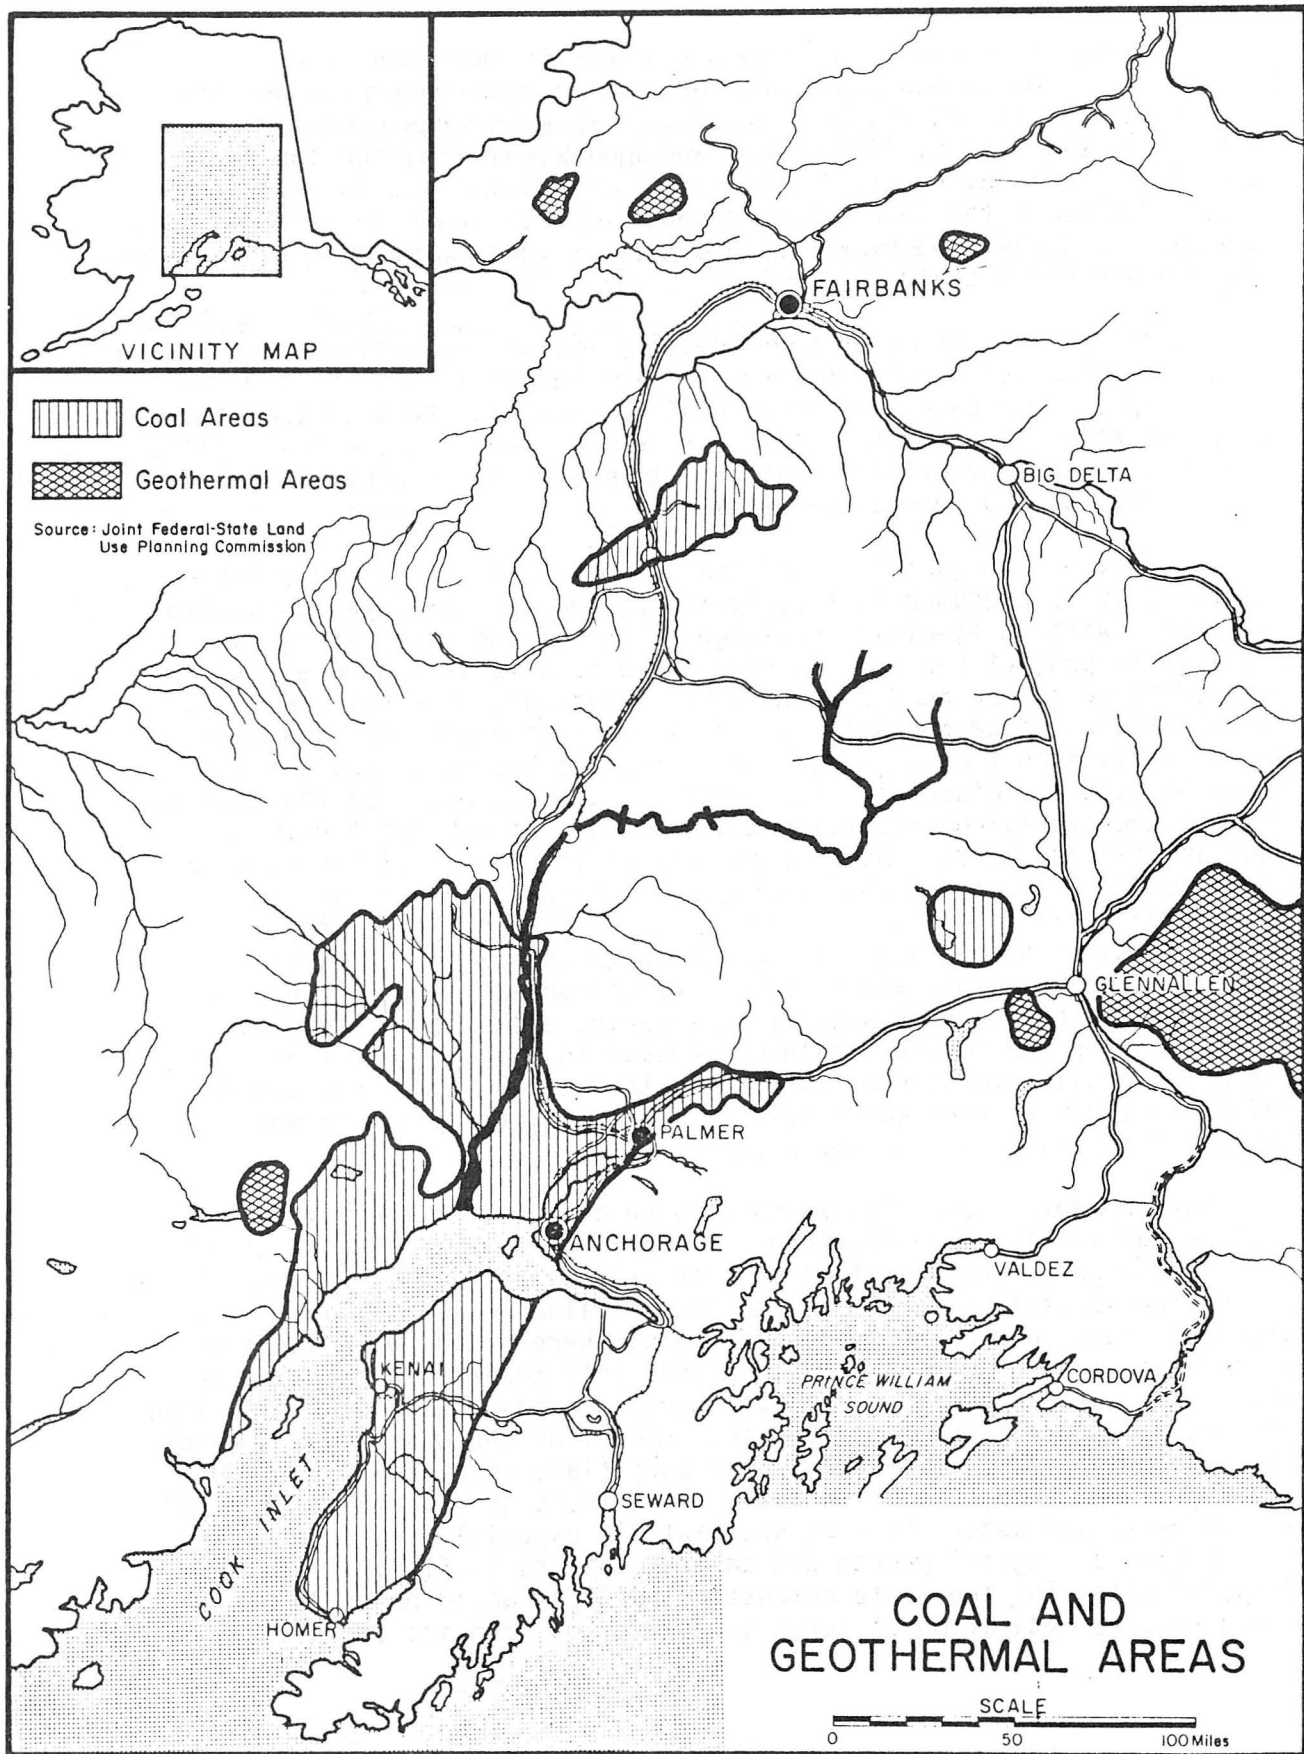 VICINITY MAP
Coal Areas
Geothermal Areas
Source: Joint Federal-State Land
Use Planning Commission
FAIRBANKS
BIG DELTA
GLENNALLEN
PALMER
ANCHORAGE
VALDEZ
KENAI
PRINCE WILLIAM
SOUND
CORDOVA
SEWARD
COOK INLET
HOMER
COAL AND
GEOTHERMAL AREAS
SCALE
0 50 100 Miles